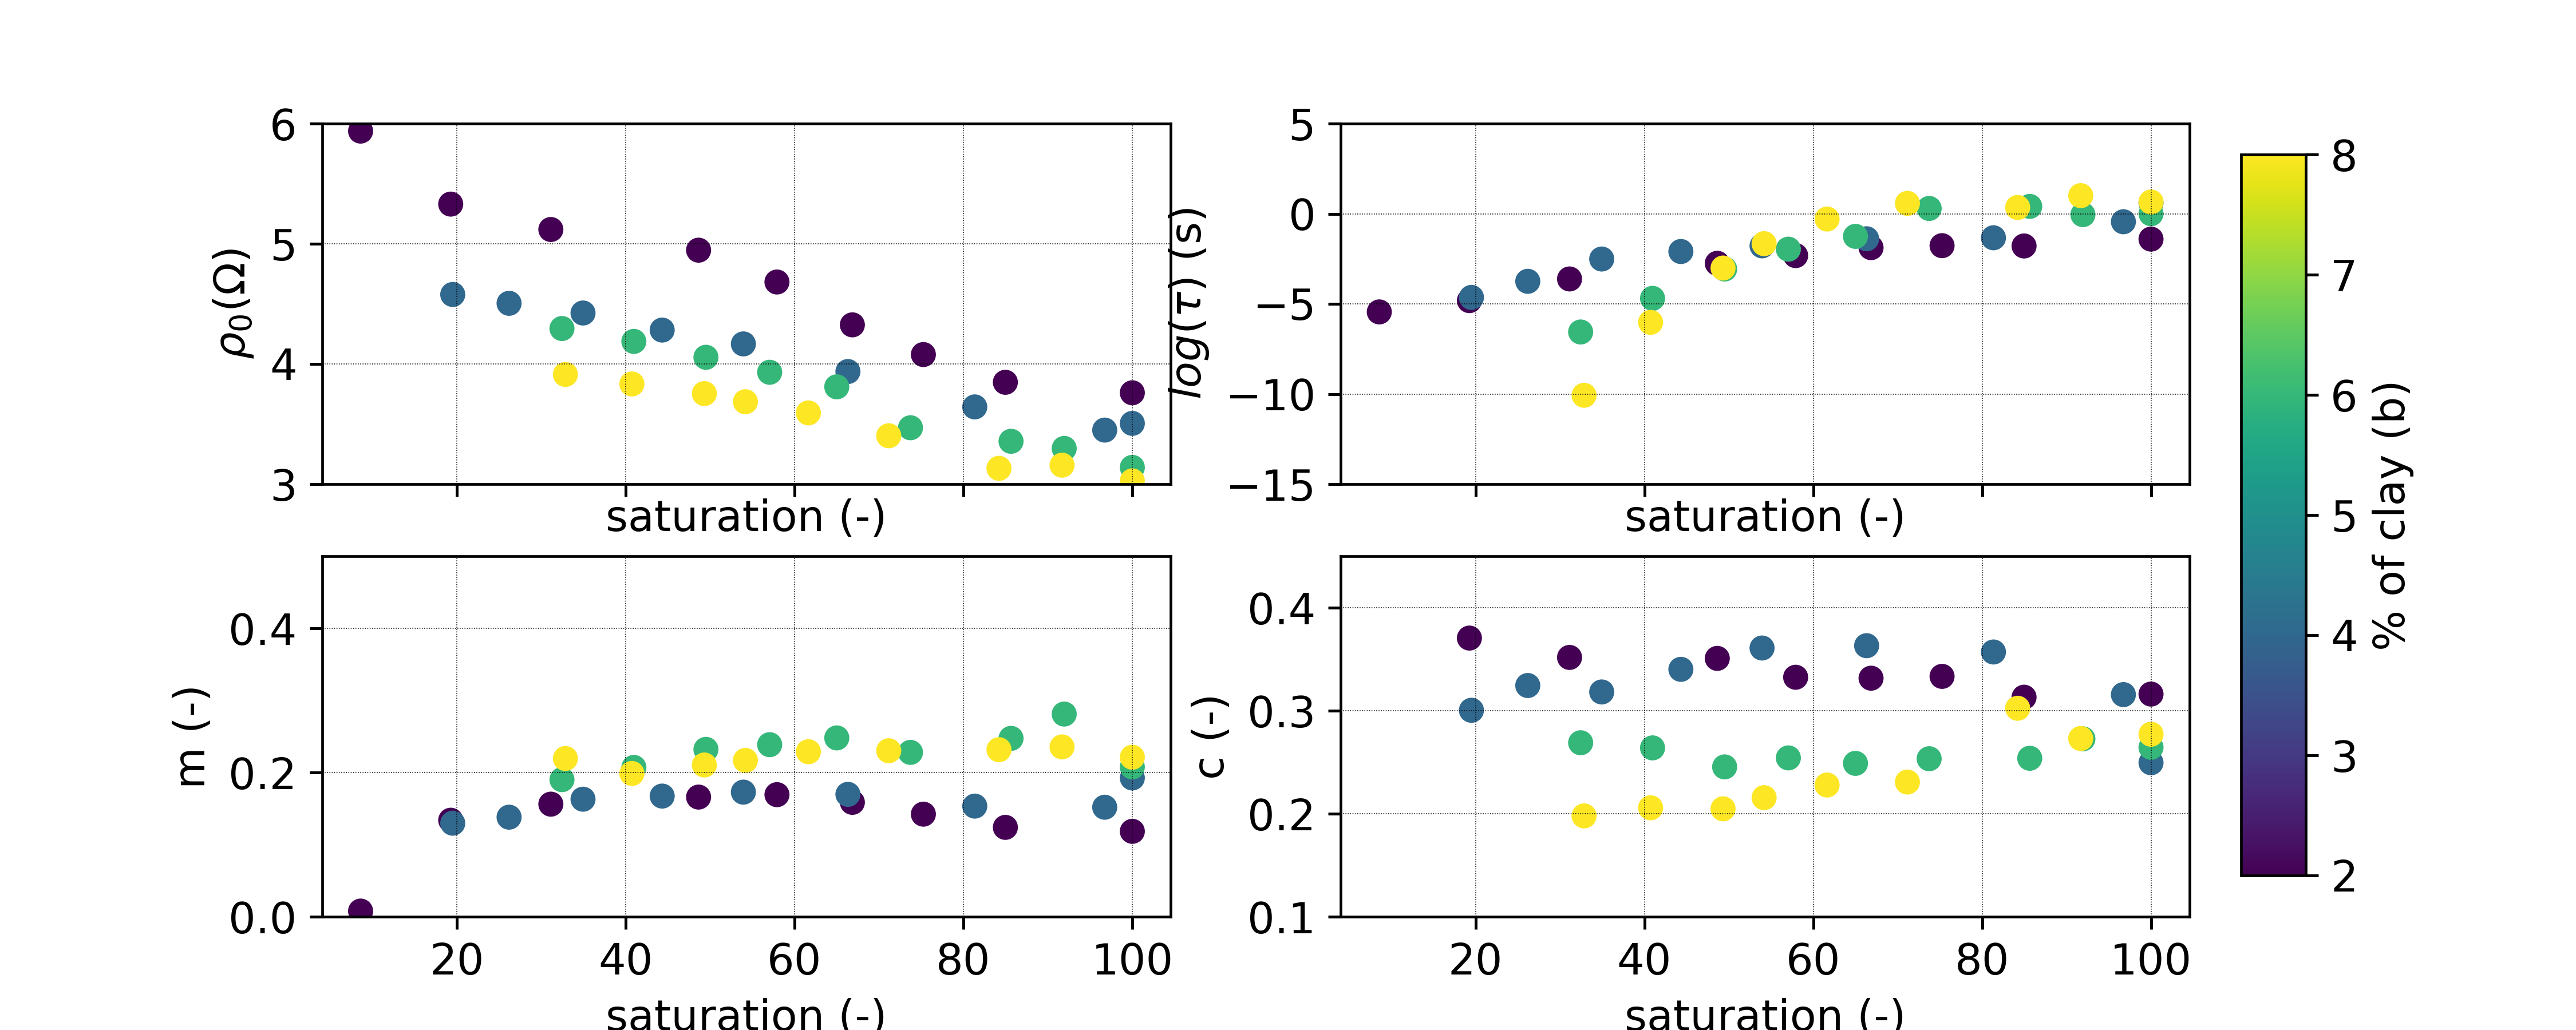 6
5
4
3
ρ₀(Ω)
saturation (-)
5
0
−5
−10
−15
log(τ) (s)
saturation (-)
0.4
0.2
0.0
m (-)
20 40 60 80 100
saturation (-)
0.4
0.3
0.2
0.1
c (-)
20 40 60 80 100
saturation (-)
8
7
6
5
4
3
2
% of clay (b)